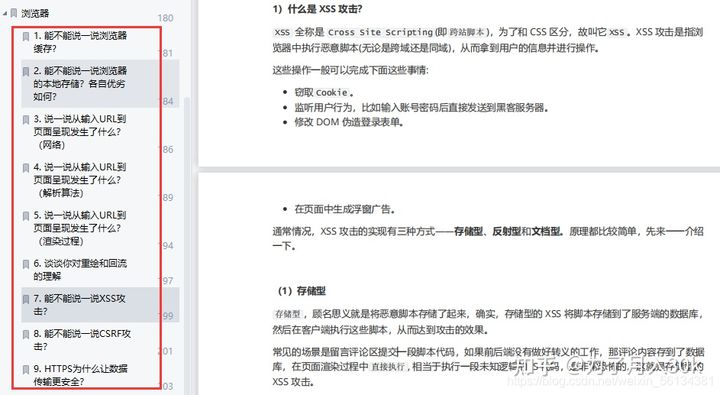 浏览器
180
1. 能不能说一说浏览器
缓存?
2. 能不能说一说浏览器
的本地存储？各自优劣
如何?
184
3. 说一说从输入URL到
页面呈现发生了什么?
（网络）
186
4. 说一说从输入URL到
页面呈现发生了什么?
（解析算法）
189
5. 说一说从输入URL到
页面呈现发生了什么?
（渲染过程）
194
6. 谈谈你对重绘和回流
的理解
197
7. 能不能说一说XSS攻
击?
199
8. 能不能说一说CSRF攻
击?
201
9. HTTPS为什么让数据
传输更安全?
203
1）什么是 XSS 攻击?
XSS 全称是 Cross Site Scripting(即 跨站脚本)，为了和 CSS 区分，故叫它 XSS。XSS 攻击是指浏
览器中执行恶意脚本(无论是跨域还是同域)，从而拿到用户的信息并进行操作。
这些操作一般可以完成下面这些事情:
• 窃取 Cookie。
• 监听用户行为，比如输入账号密码后直接发送到黑客服务器。
• 修改 DOM 伪造登录表单。
• 在页面中生成浮窗广告。
通常情况，XSS 攻击的实现有三种方式——存储型、反射型和文档型。原理都比较简单，先来一一介绍
一下。
（1）存储型
存储型，顾名思义就是将恶意脚本存储了起来，确实，存储型的 XSS 将脚本存储到了服务端的数据库，
然后在客户端执行这些脚本，从而达到攻击的效果。
常见的场景是留言评论区提交一段脚本代码，如果前后端没有做好转义的工作，那评论内容存到了数
据库，在页面渲染过程中 直接执行，相当于执行一段未知逻辑的 JS 代码，
XSS 攻击。
知乎